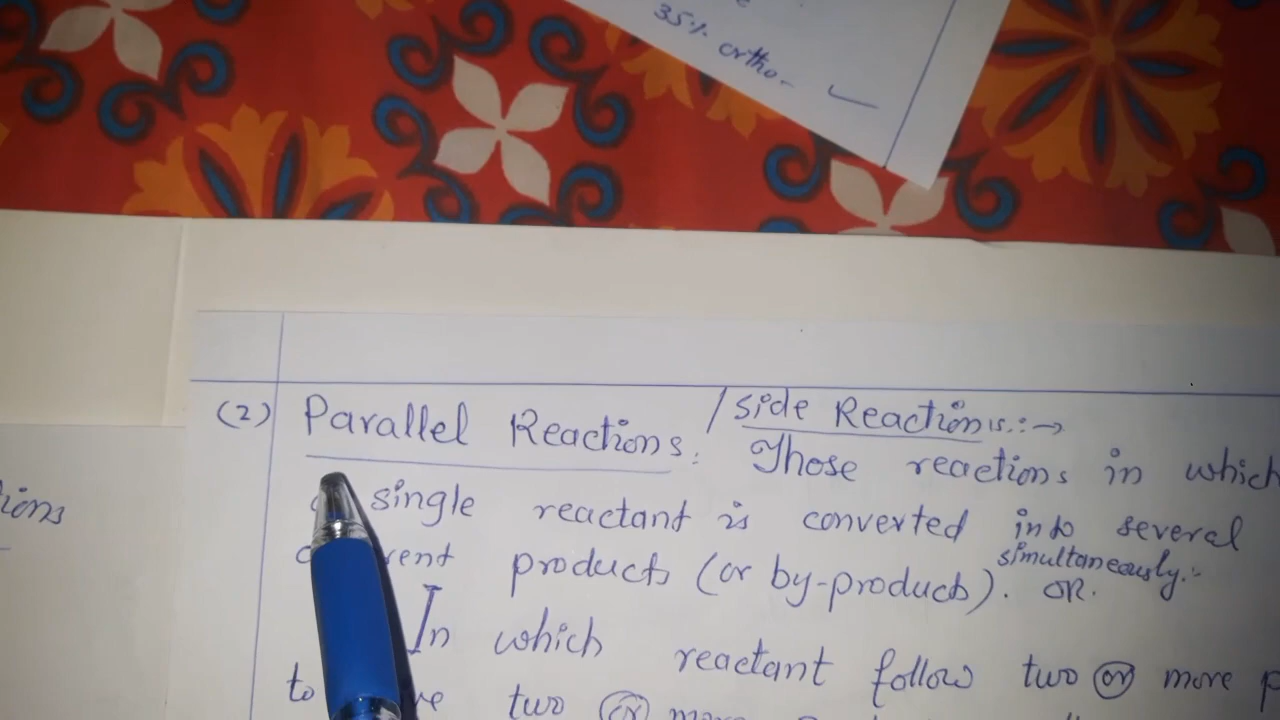 35% ortho-
(2) Parallel Reactions. / Side Reactions:→
Those reactions in which
single reactant is converted into several
simultaneously.
products (or by-products). OR.
In which reactant follow two or more
to two or more